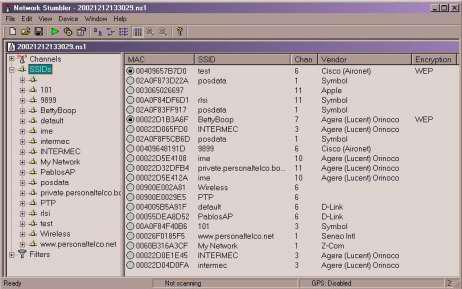 Network Stumbler - 20021212133029.ns1
File Edit View Device Window Help
20021212133029.ns1
Channels
SSIDs
101
9899
BettyBoop
default
ime
intermec
INTERMEC
My Network
PablosAP
posdata
private.personaltelco.bo
PTP
rlsi
test
Wireless
www.personaltelco.net
Filters
MAC SSID Chan Vendor Encryption
00409657B7D0 test 6 Cisco (Aironet) WEP
02A0F873D22A posdata 1 Symbol
003065026697 11 Apple
00A0F84DF6D1 rlsi 11 Symbol
02A0F83FF917 posdata 1 Symbol
00022D1B3A6F BettyBoop 7 Agere (Lucent) Orinoco WEP
00022D065FD0 INTERMEC 3 Agere (Lucent) Orinoco
02A0F8F5CB6D posdata 1 Symbol
00409648191D 9899 6 Cisco (Aironet)
00022D5E4108 ime 10 Agere (Lucent) Orinoco
00022D32DFB4 private.personaltelco.bo... 11 Agere (Lucent) Orinoco
00022D5E412A ime 10 Agere (Lucent) Orinoco
00900E002A81 Wireless 6
00900E0029E5 PTP 6
004005B5A91F default 6 D-Link
00055DEA8D52 PablosAP 6 D-Link
00A0F84F40B6 101 3 Symbol
00026F0185F5 www.personaltelco.net 6 Senao Intl
0060B316A3CF My Network 1 Z-Com
00022D0E1E45 INTERMEC 3 Agere (Lucent) Orinoco
00022D04D0FA intermec 3 Agere (Lucent) Orinoco
Ready Not scanning GPS: Disabled 2